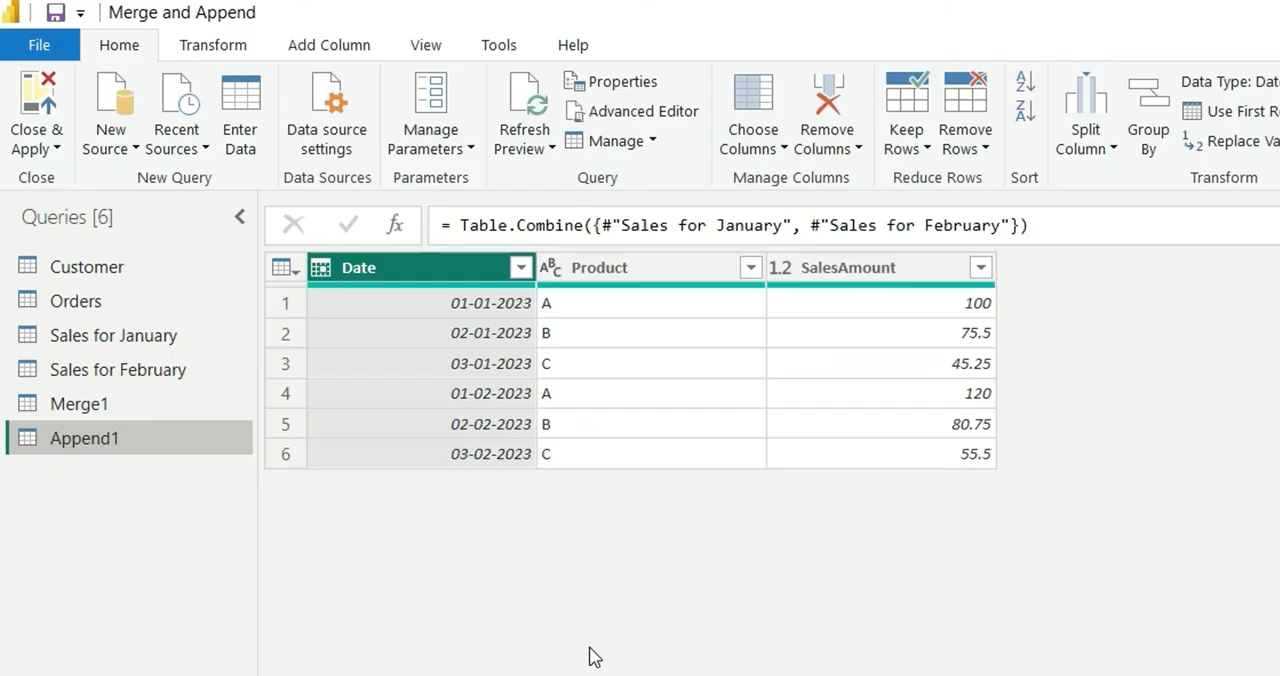 Merge and Append
File Home Transform Add Column View Tools Help
Close & Apply New Source Recent Sources Enter Data Data source settings Manage Parameters Refresh Preview Properties Advanced Editor Manage Choose Columns Remove Columns Keep Rows Remove Rows Split Column Group By Data Type: Dat Use First R Replace Va
Close New Query Data Sources Parameters Query Manage Columns Reduce Rows Sort Transform
Queries [6]
fx = Table.Combine({#"Sales for January", #"Sales for February"})
Customer
Orders
Sales for January
Sales for February
Merge1
Append1
Date ABC Product 1.2 SalesAmount
1 01-01-2023 A 100
2 02-01-2023 B 75.5
3 03-01-2023 C 45.25
4 01-02-2023 A 120
5 02-02-2023 B 80.75
6 03-02-2023 C 55.5